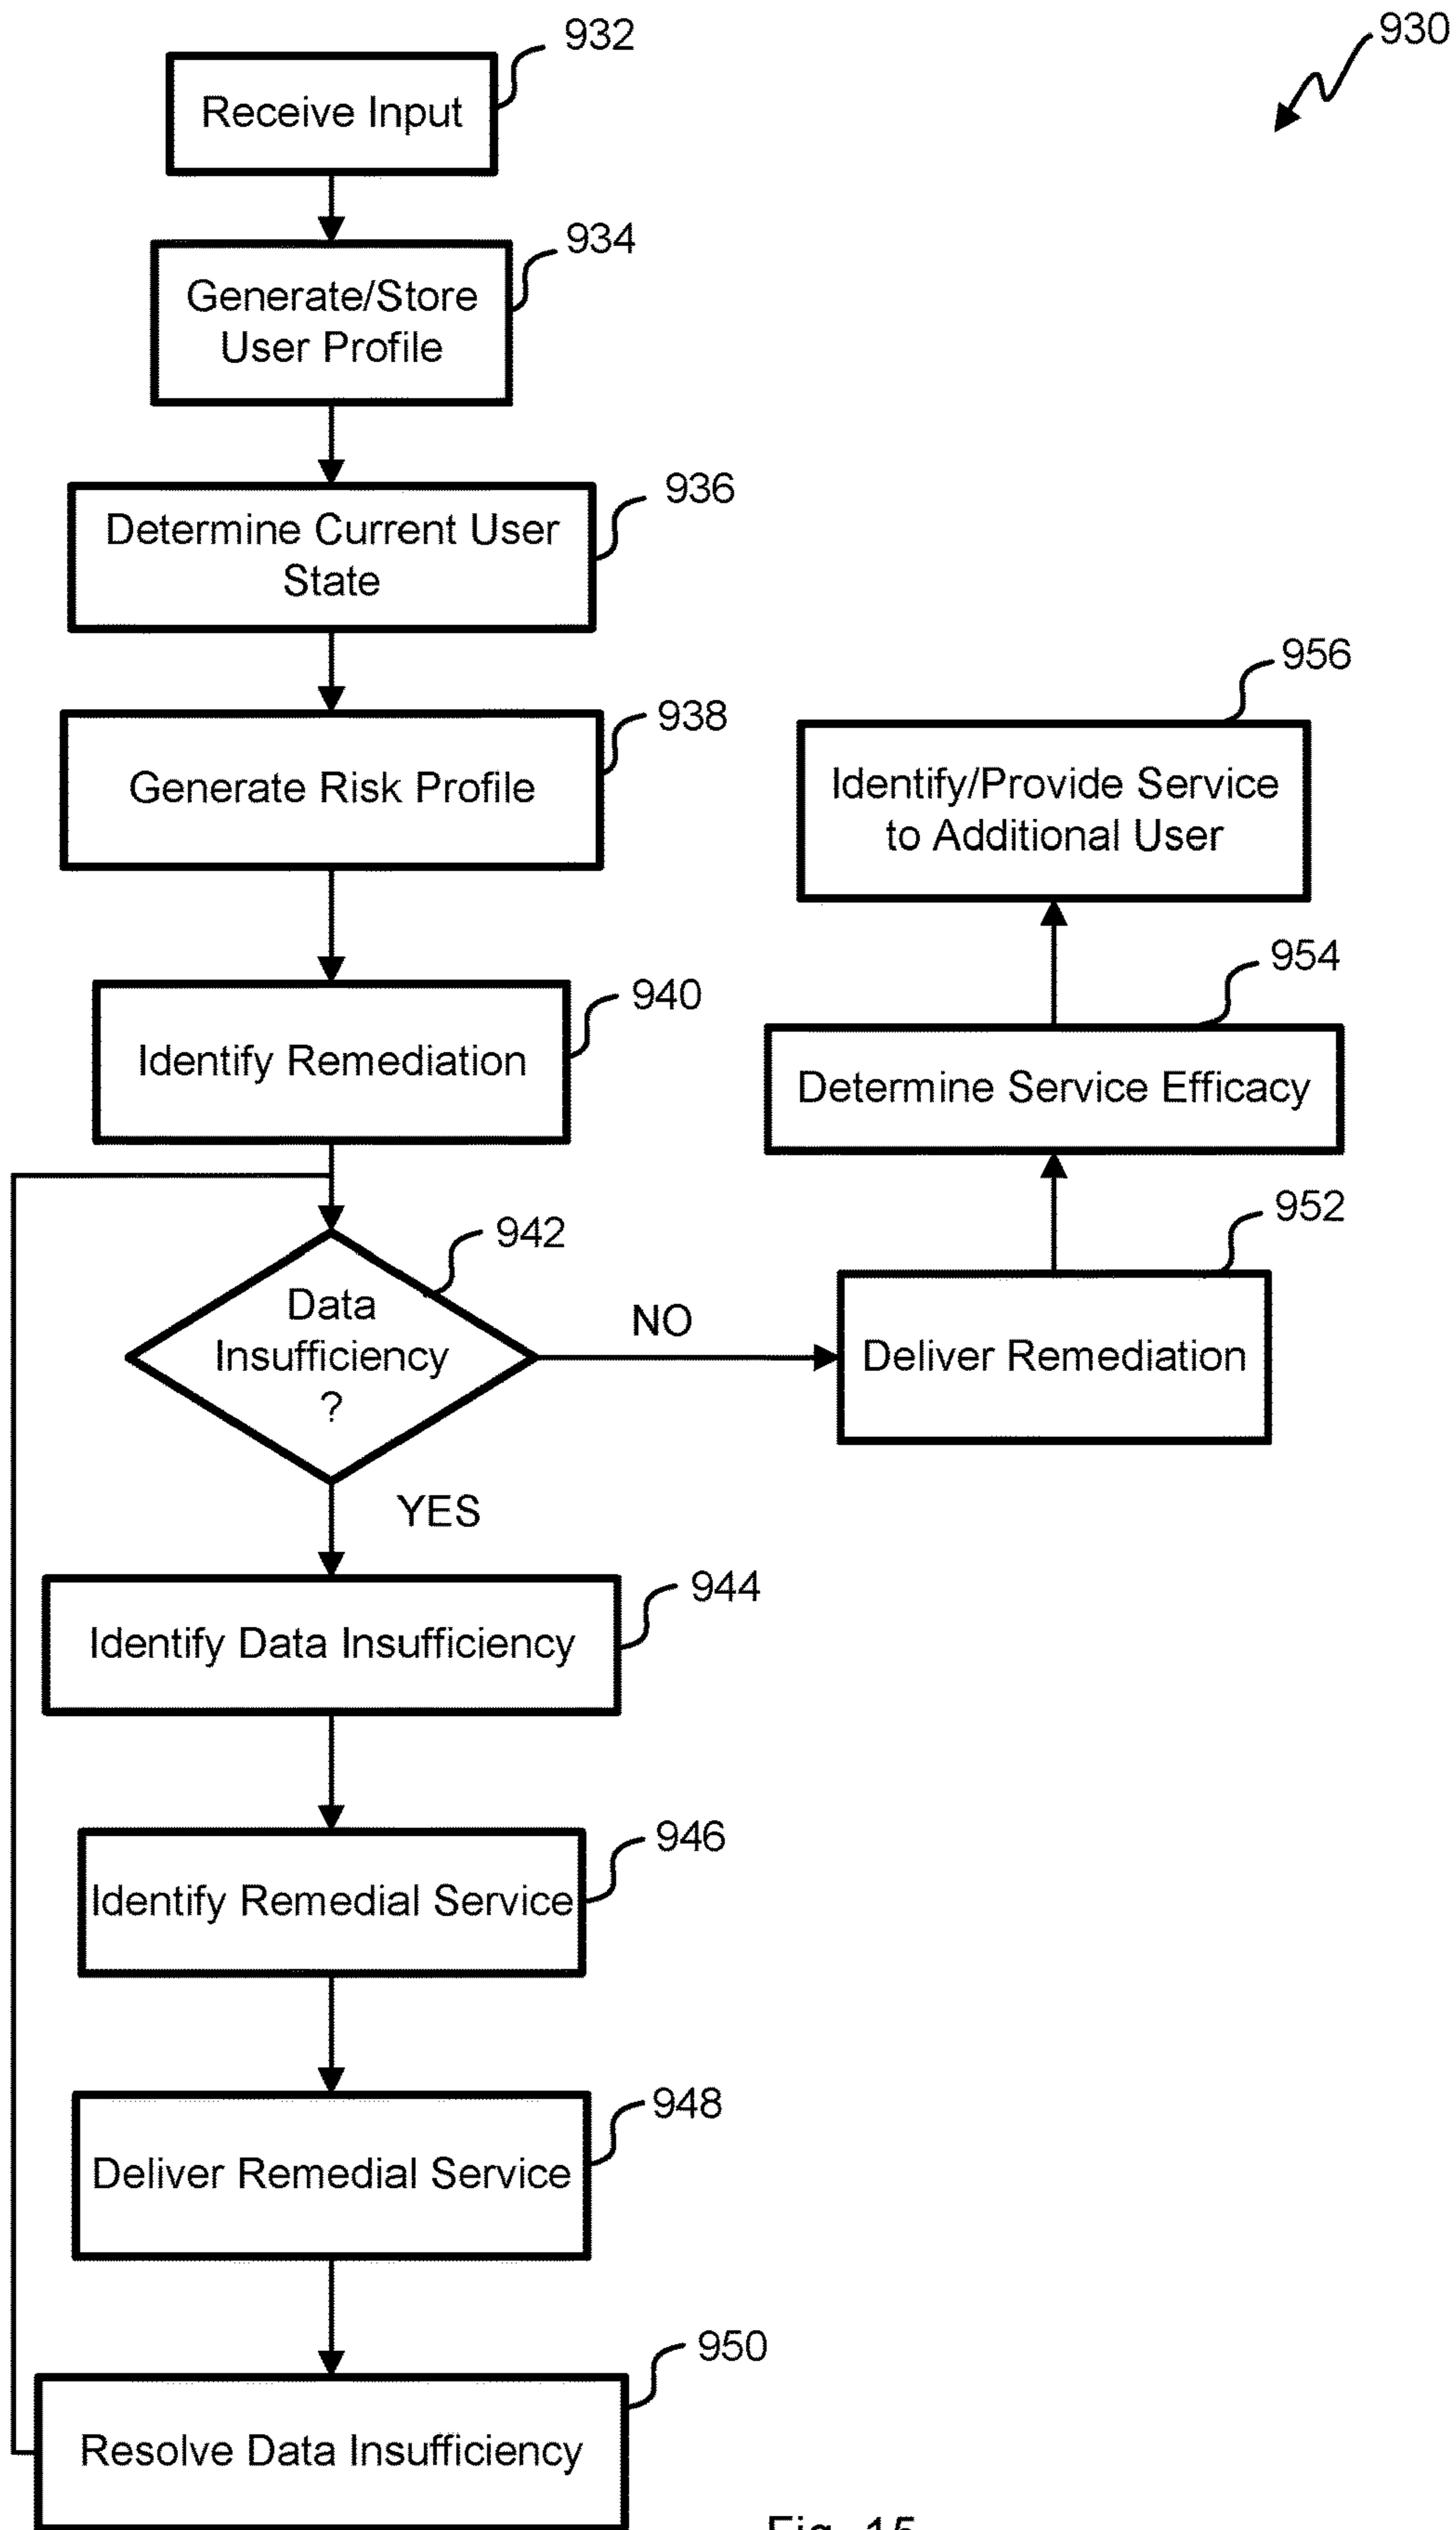 930
932
Receive Input
934
Generate/Store
User Profile
936
Determine Current User
State
938
Generate Risk Profile
940
Identify Remediation
942
Data
Insufficiency
?
NO
YES
944
Identify Data Insufficiency
946
Identify Remedial Service
948
Deliver Remedial Service
950
Resolve Data Insufficiency
952
Deliver Remediation
954
Determine Service Efficacy
956
Identify/Provide Service
to Additional User
Fig. 15